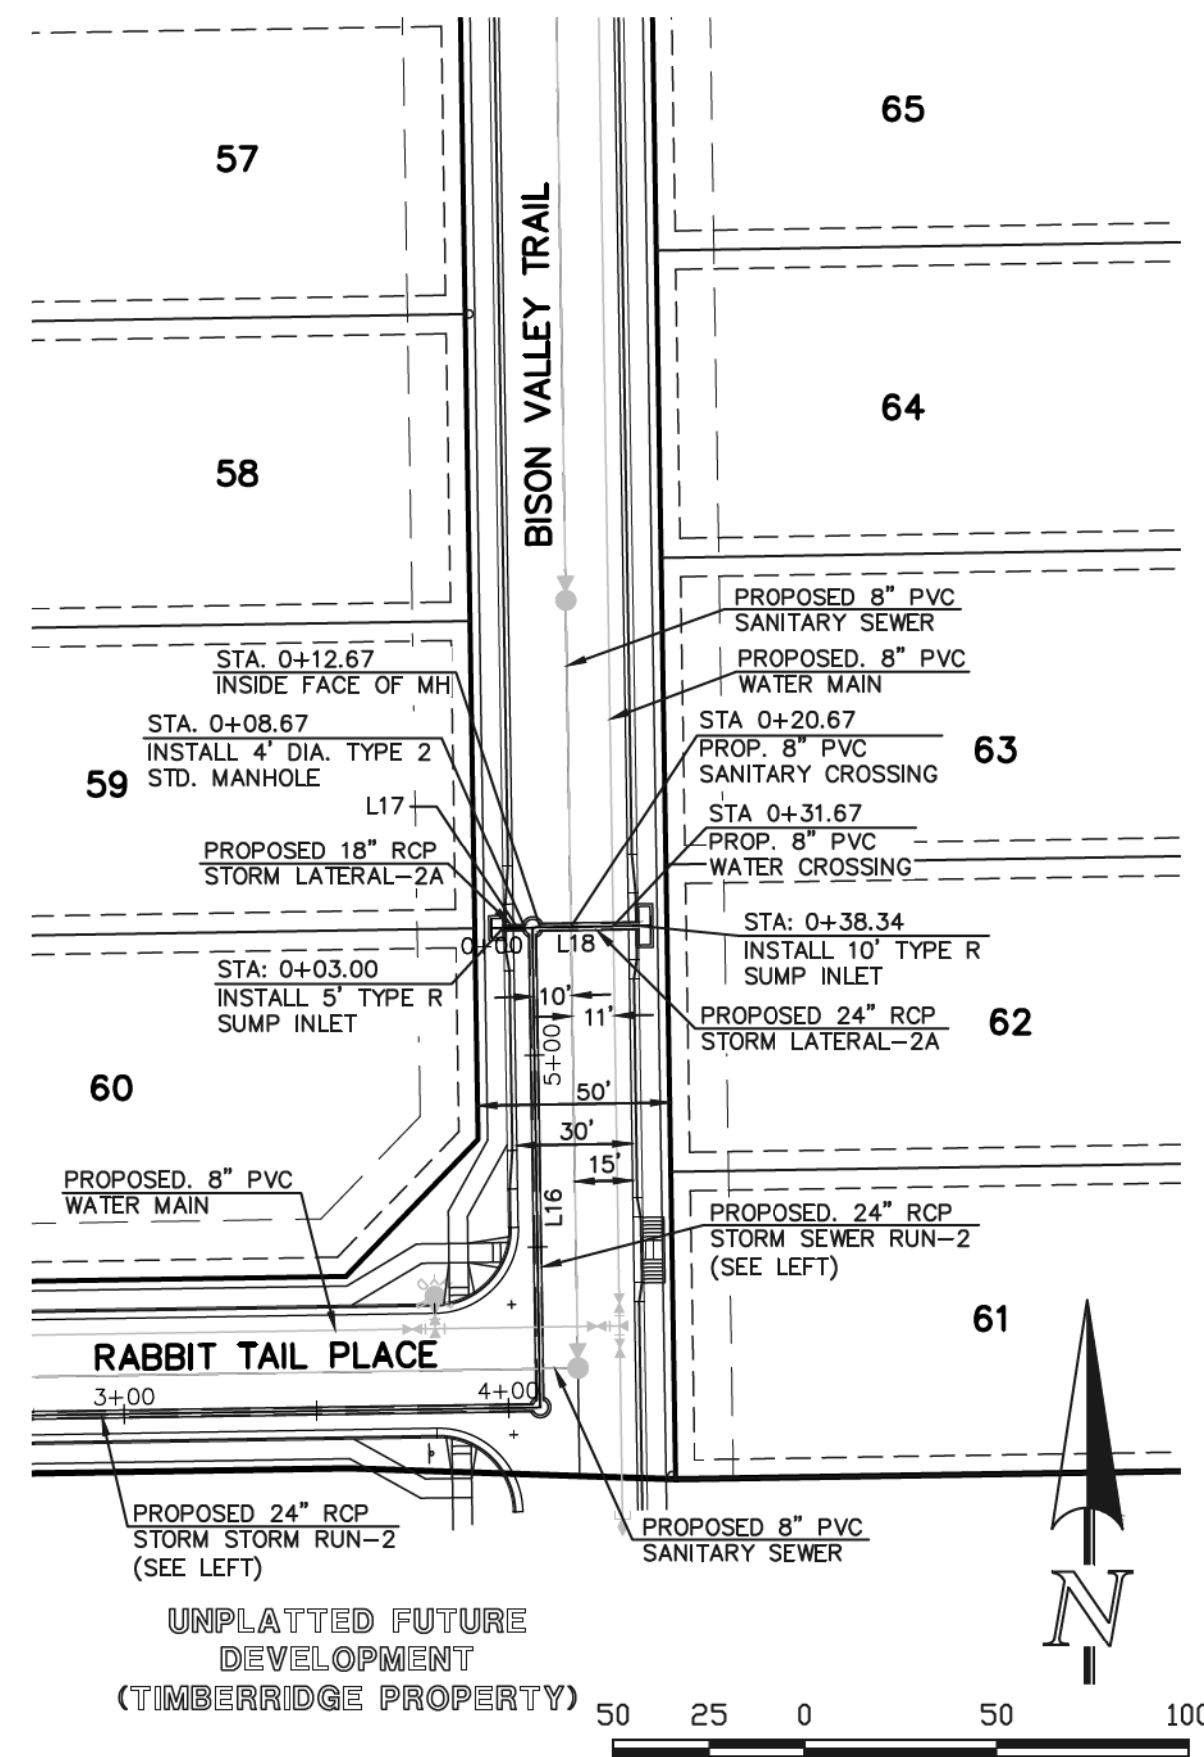 65
57
BISON VALLEY TRAIL
64
58
PROPOSED 8" PVC
SANITARY SEWER
STA. 0+12.67
INSIDE FACE OF MH
PROPOSED. 8" PVC
WATER MAIN
STA. 0+08.67
INSTALL 4' DIA. TYPE 2
STD. MANHOLE
59
STA 0+20.67
PROP. 8" PVC
SANITARY CROSSING
63
L17
STA 0+31.67
PROP. 8" PVC
WATER CROSSING
PROPOSED 18" RCP
STORM LATERAL-2A
0+00
L18
STA: 0+38.34
INSTALL 10' TYPE R
SUMP INLET
STA: 0+03.00
INSTALL 5' TYPE R
SUMP INLET
10'
11'
PROPOSED 24" RCP
STORM LATERAL-2A
62
5+00
60
50'
30'
15'
PROPOSED. 8" PVC
WATER MAIN
L16
PROPOSED. 24" RCP
STORM SEWER RUN-2
(SEE LEFT)
61
RABBIT TAIL PLACE
3+00
4+00
PROPOSED 24" RCP
STORM STORM RUN-2
(SEE LEFT)
PROPOSED 8" PVC
SANITARY SEWER
N
UNPLATTED FUTURE
DEVELOPMENT
(TIMBERRIDGE PROPERTY)
50 25 0 50 100